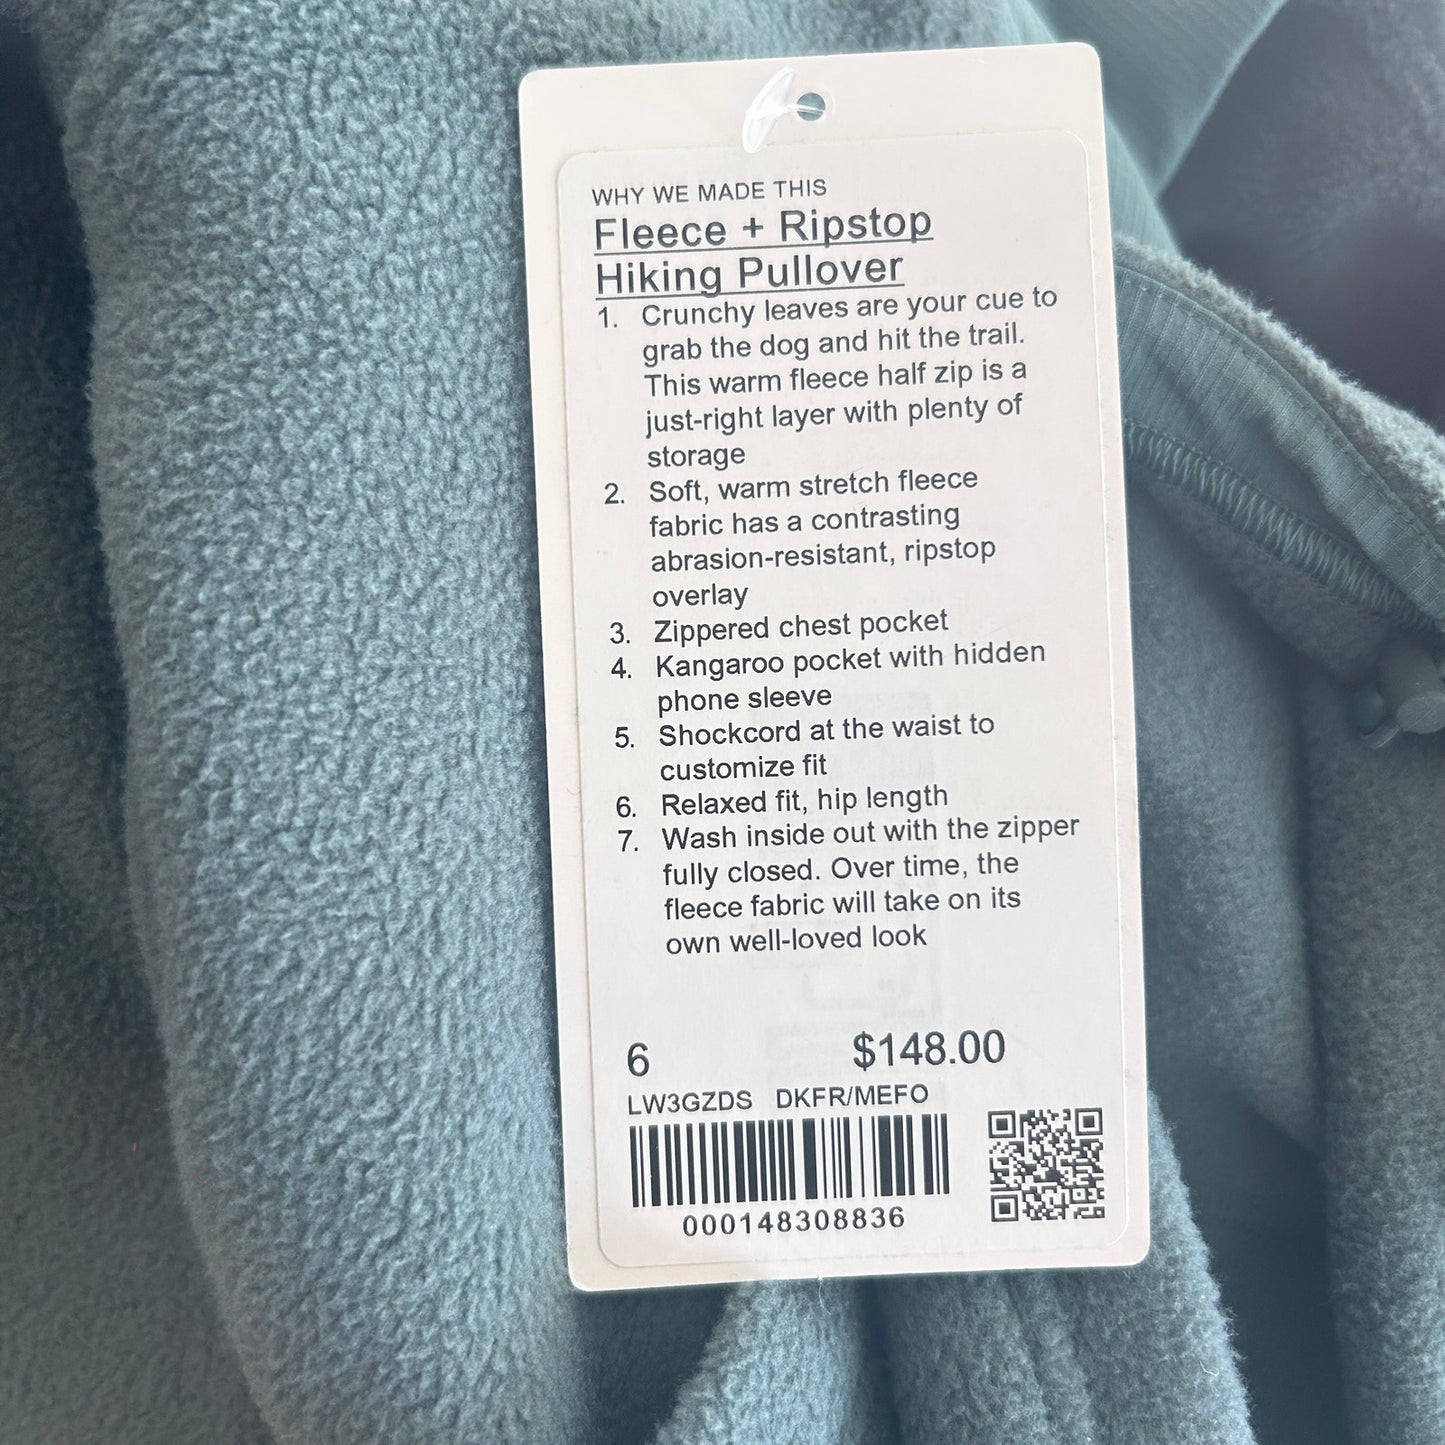 WHY WE MADE THIS
Fleece + Ripstop
Hiking Pullover
1. Crunchy leaves are your cue to
grab the dog and hit the trail.
This warm fleece half zip is a
just-right layer with plenty of
storage
2. Soft, warm stretch fleece
fabric has a contrasting
abrasion-resistant, ripstop
overlay
3. Zippered chest pocket
4. Kangaroo pocket with hidden
phone sleeve
5. Shockcord at the waist to
customize fit
6. Relaxed fit, hip length
7. Wash inside out with the zipper
fully closed. Over time, the
fleece fabric will take on its
own well-loved look
6 $148.00
LW3GZDS DKFR/MEFO
000148308836